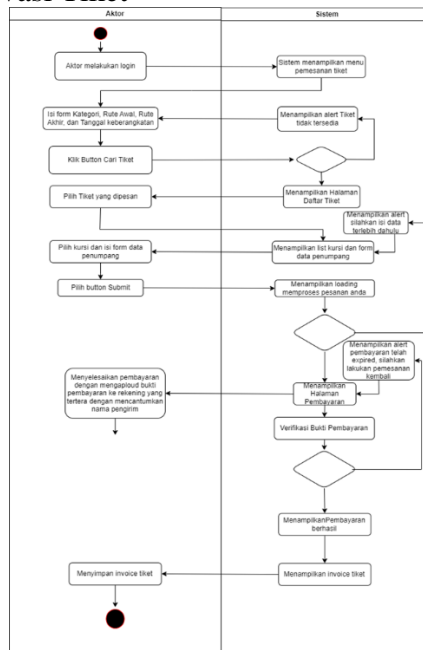 Aktor
Sistem
Aktor melakukan login
Sistem menampilkan menu
pemesanan tiket
Isi form Kategori, Rute Awal, Rute
Akhir, dan Tanggal keberangkatan
Menampilkan alert Tiket
tidak tersedia
Klik Button Cari Tiket
Menampilkan Halaman
Daftar Tiket
Pilih Tiket yang dipesan
Menampilkan alert
silahkan isi data
terlebih dahulu
Pilih kursi dan isi form data
penumpang
Menampilkan list kursi dan form
data penumpang
Pilih button Submit
Menampilkan loading
memproses pesanan anda
Menampilkan alert
pembayaran telah
expired, silahkan
lakukan pemesanan
kembali
Menyelesaikan pembayaran
dengan mengaploud bukti
pembayaran ke rekening yang
tertera dengan mencantumkan
nama pengirim
Menampilkan
Halaman
Pembayaran
Verifikasi Bukti Pembayaran
MenampilkanPembayaran
berhasil
Menyimpan invoice tiket
Menampilkan invoice tiket